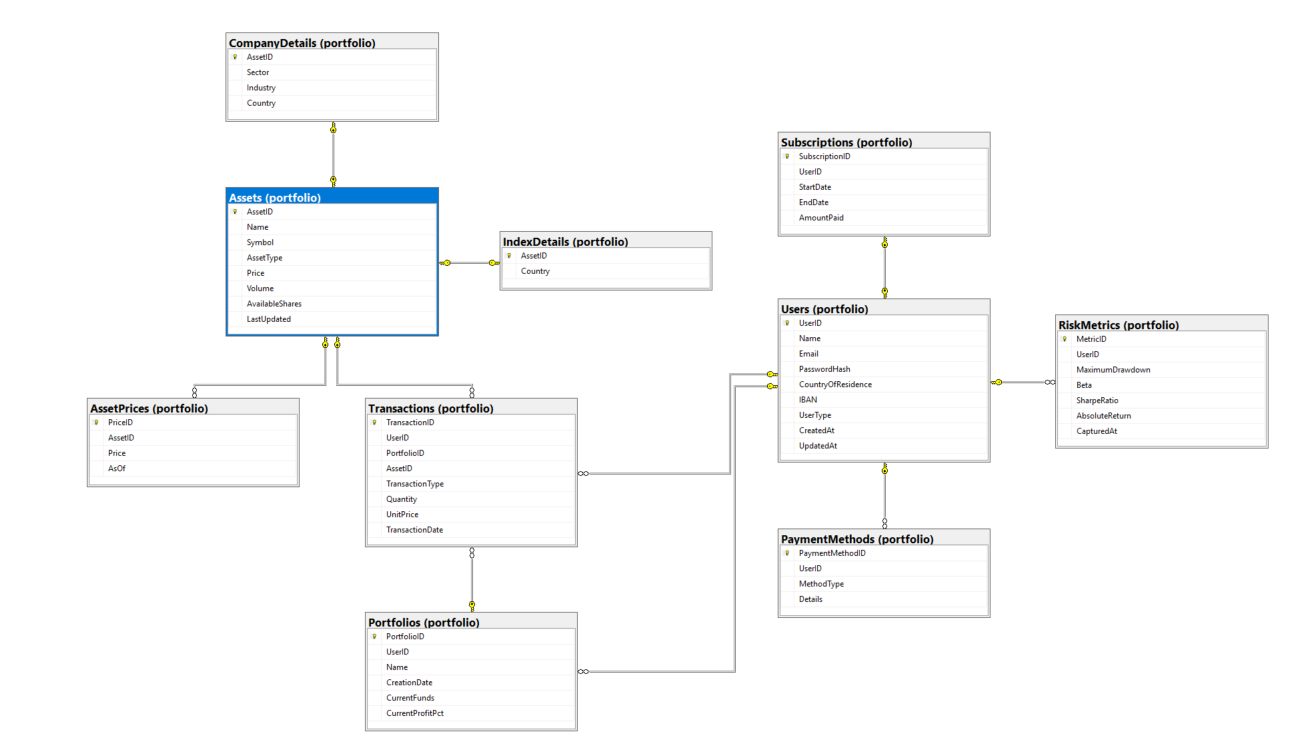 CompanyDetails (portfolio)
AssetID
Sector
Industry
Country
Assets (portfolio)
AssetID
Name
Symbol
AssetType
Price
Volume
AvailableShares
LastUpdated
IndexDetails (portfolio)
AssetID
Country
AssetPrices (portfolio)
PriceID
AssetID
Price
AsOf
Transactions (portfolio)
TransactionID
UserID
PortfolioID
AssetID
TransactionType
Quantity
UnitPrice
TransactionDate
Portfolios (portfolio)
PortfolioID
UserID
Name
CreationDate
CurrentFunds
CurrentProfitPct
Subscriptions (portfolio)
SubscriptionID
UserID
StartDate
EndDate
AmountPaid
Users (portfolio)
UserID
Name
Email
PasswordHash
CountryOfResidence
IBAN
UserType
CreatedAt
UpdatedAt
RiskMetrics (portfolio)
MetricID
UserID
MaximumDrawdown
Beta
SharpeRatio
AbsoluteReturn
CapturedAt
PaymentMethods (portfolio)
PaymentMethodID
UserID
MethodType
Details